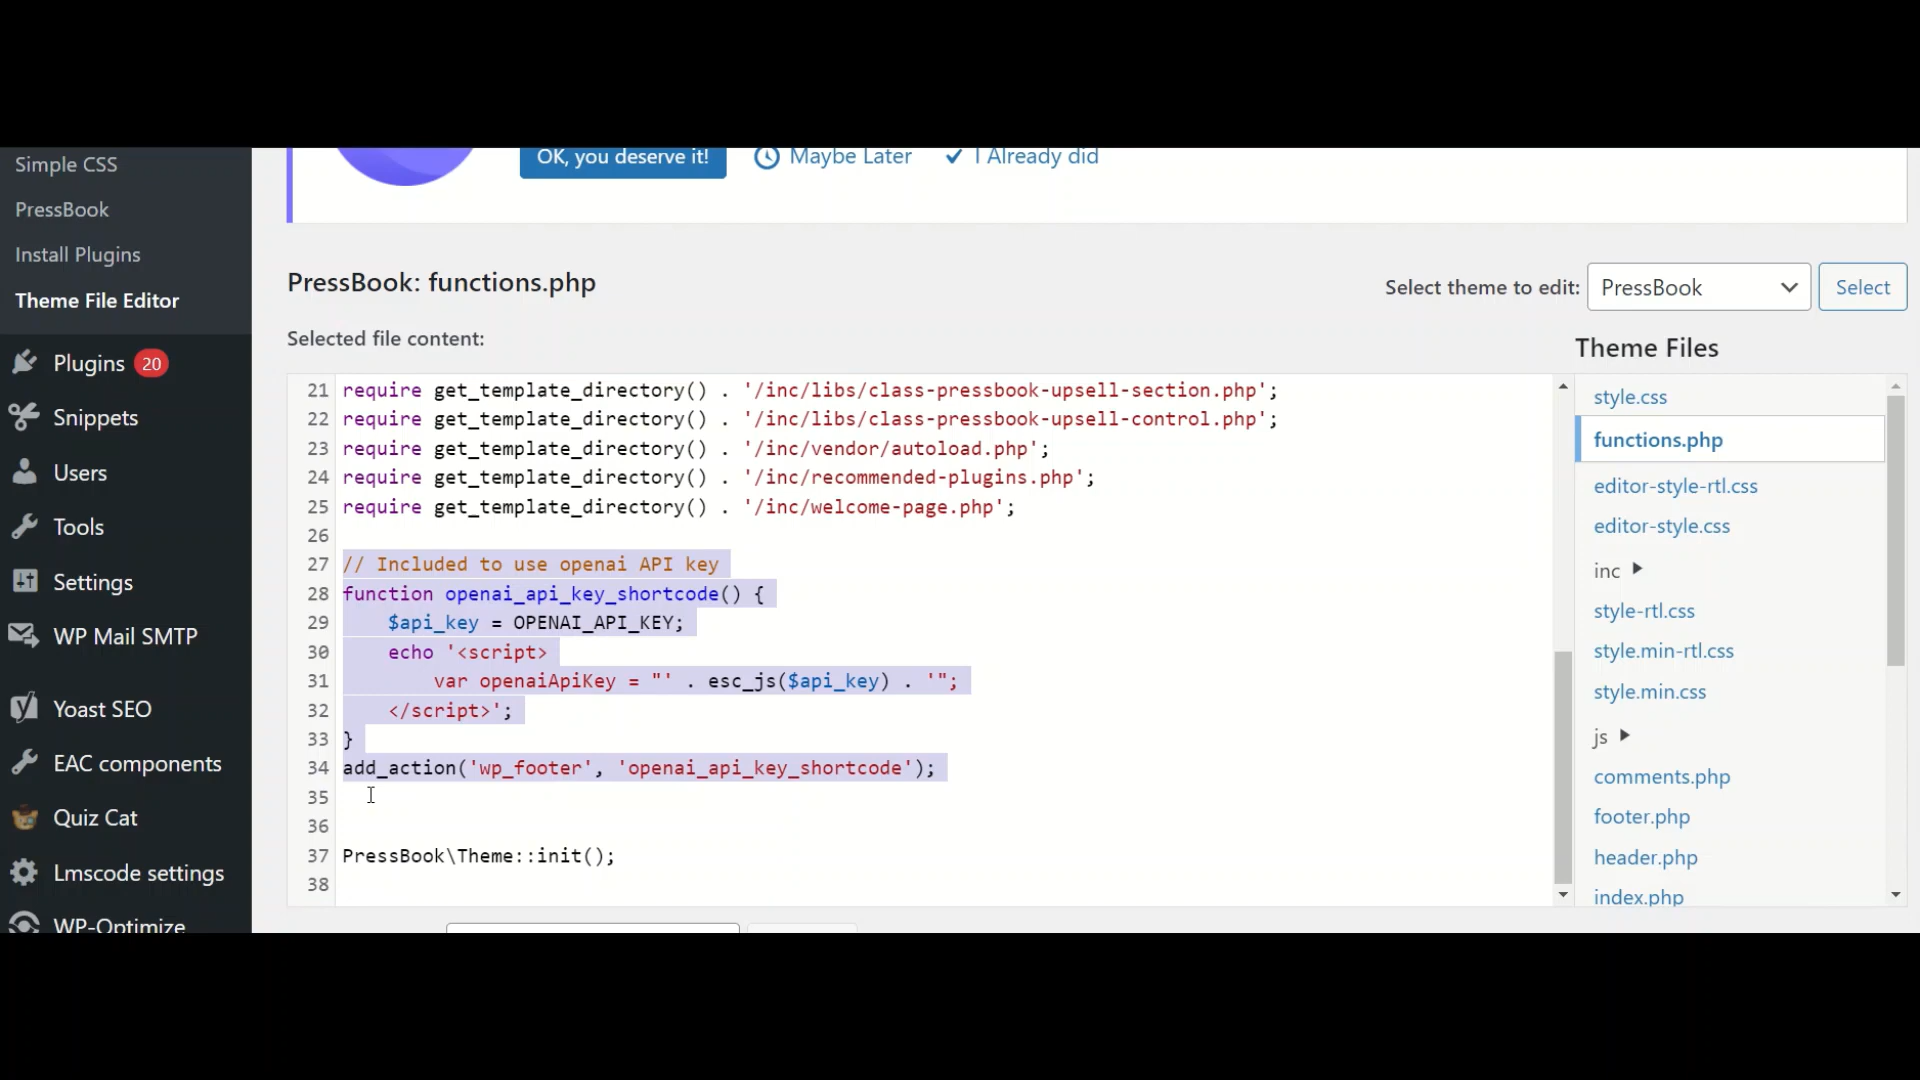 Simple CSS
PressBook
Install Plugins
Theme File Editor
Plugins 20
Snippets
Users
Tools
Settings
WP Mail SMTP
Yoast SEO
EAC components
Quiz Cat
Lmscode settings
WP-Optimize
OK, you deserve it! Maybe Later I Already did
PressBook: functions.php
Select theme to edit: PressBook Select
Selected file content:
21 require get_template_directory() . '/inc/libs/class-pressbook-upsell-section.php';
22 require get_template_directory() . '/inc/libs/class-pressbook-upsell-control.php';
23 require get_template_directory() . '/inc/vendor/autoload.php';
24 require get_template_directory() . '/inc/recommended-plugins.php';
25 require get_template_directory() . '/inc/welcome-page.php';
26
27 // Included to use openai API key
28 function openai_api_key_shortcode() {
29 $api_key = OPENAI_API_KEY;
30 echo '<script>
31 var openaiApiKey = "' . esc_js($api_key) . '";
32 </script>';
33 }
34 add_action('wp_footer', 'openai_api_key_shortcode');
35
36
37 PressBook\Theme::init();
38
Theme Files
style.css
functions.php
editor-style-rtl.css
editor-style.css
inc
style-rtl.css
style.min-rtl.css
style.min.css
js
comments.php
footer.php
header.php
index.php